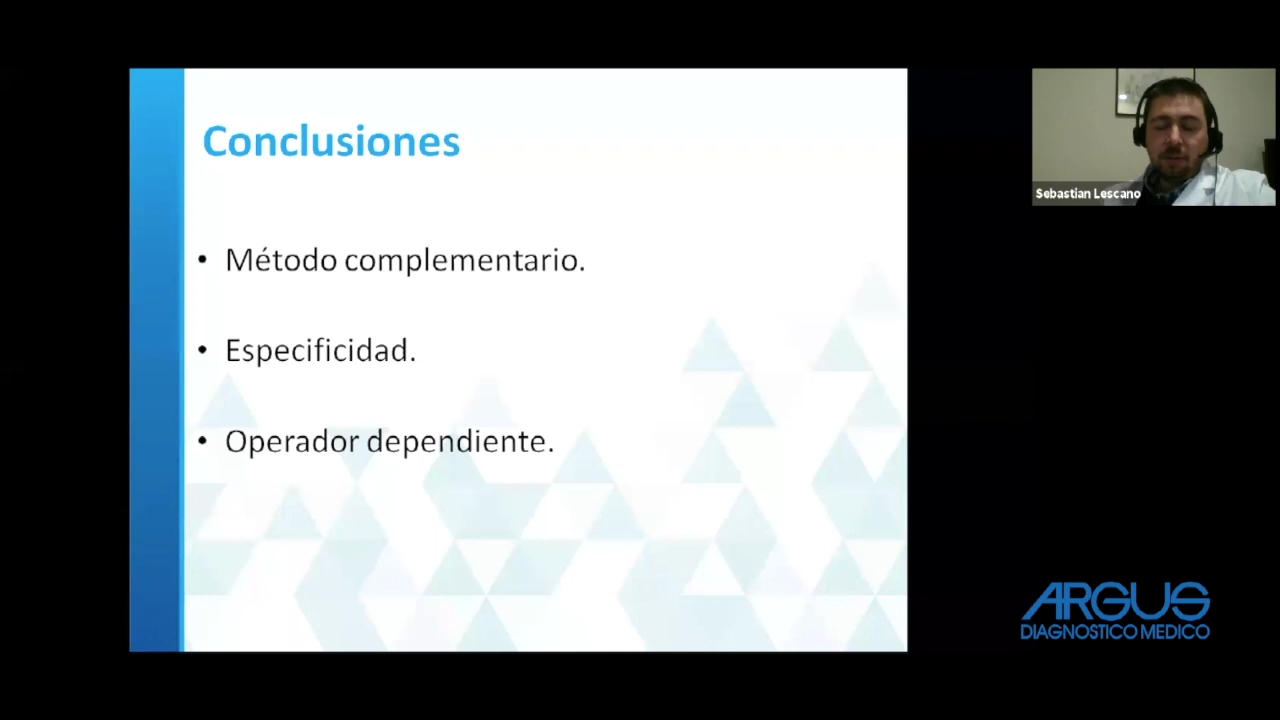 Conclusiones
• Método complementario.
• Especificidad.
• Operador dependiente.
Sebastian Lescano
ARGUS
DIAGNOSTICO MEDICO